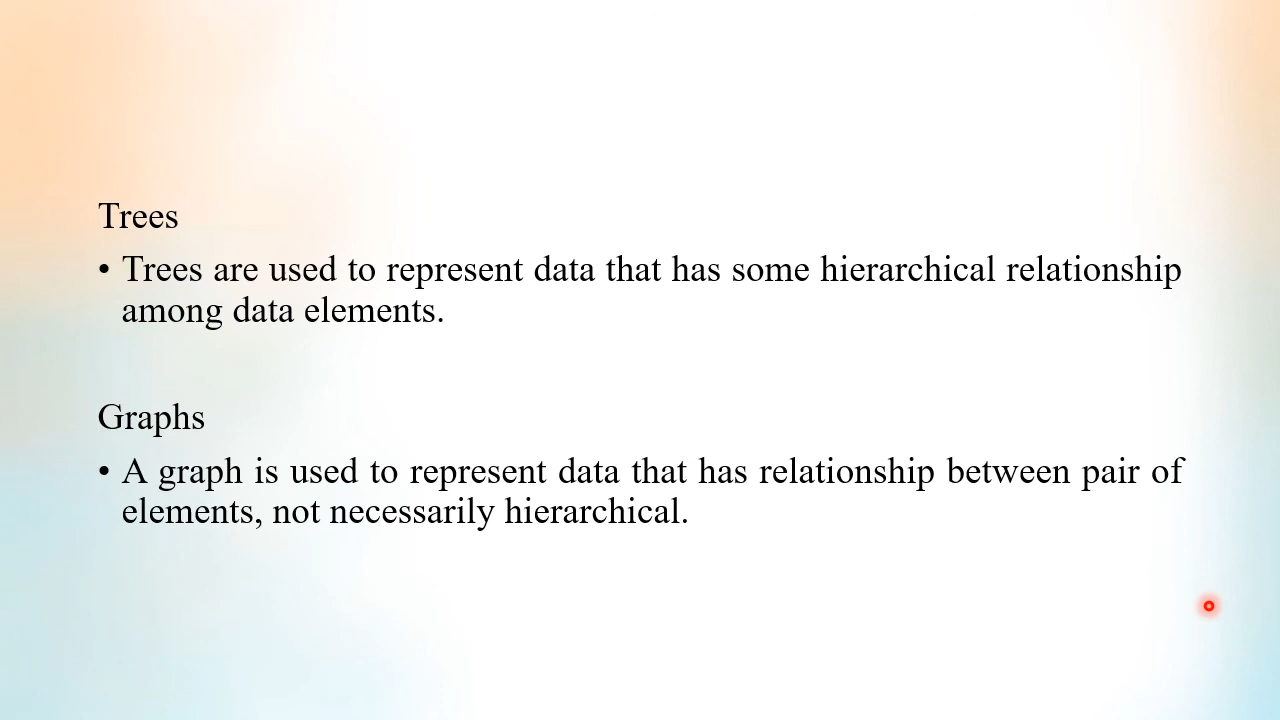 Trees
• Trees are used to represent data that has some hierarchical relationship
among data elements.
Graphs
• A graph is used to represent data that has relationship between pair of
elements, not necessarily hierarchical.